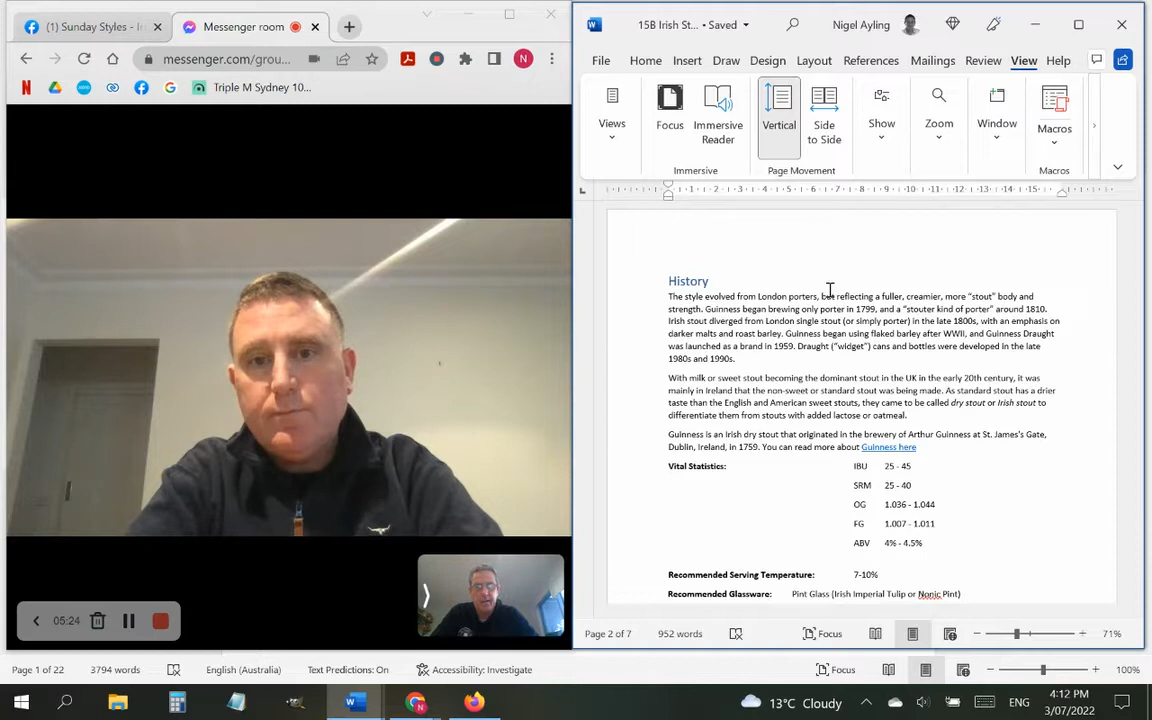 (1) Sunday Styles - Ir
Messenger room
messenger.com/grou...
Triple M Sydney 10...
15B Irish St... • Saved
Nigel Ayling
File Home Insert Draw Design Layout References Mailings Review View Help
Views
Focus
Immersive
Reader
Immersive
Vertical
Side
to Side
Page Movement
Show
Zoom
Window
Macros
Macros
1 2 3 4 5 6 7 8 9 10 11 12 13 14 15
History
The style evolved from London porters, but reflecting a fuller, creamier, more “stout” body and
strength. Guinness began brewing only porter in 1799, and a “stouter kind of porter” around 1810.
Irish stout diverged from London single stout (or simply porter) in the late 1800s, with an emphasis on
darker malts and roast barley. Guinness began using flaked barley after WWII, and Guinness Draught
was launched as a brand in 1959. Draught (“widget”) cans and bottles were developed in the late
1980s and 1990s.
With milk or sweet stout becoming the dominant stout in the UK in the early 20th century, it was
mainly in Ireland that the non-sweet or standard stout was being made. As standard stout has a drier
taste than the English and American sweet stouts, they came to be called dry stout or Irish stout to
differentiate them from stouts with added lactose or oatmeal.
Guinness is an Irish dry stout that originated in the brewery of Arthur Guinness at St. James's Gate,
Dublin, Ireland, in 1759. You can read more about Guinness here
Vital Statistics: IBU 25 - 45
SRM 25 - 40
OG 1.036 - 1.044
FG 1.007 - 1.011
ABV 4% - 4.5%
Recommended Serving Temperature: 7-10%
Recommended Glassware: Pint Glass (Irish Imperial Tulip or Nonic Pint)
05:24
Page 2 of 7 952 words Focus 71%
Page 1 of 22 3794 words English (Australia) Text Predictions: On Accessibility: Investigate Focus 100%
13°C Cloudy ENG 4:12 PM
3/07/2022